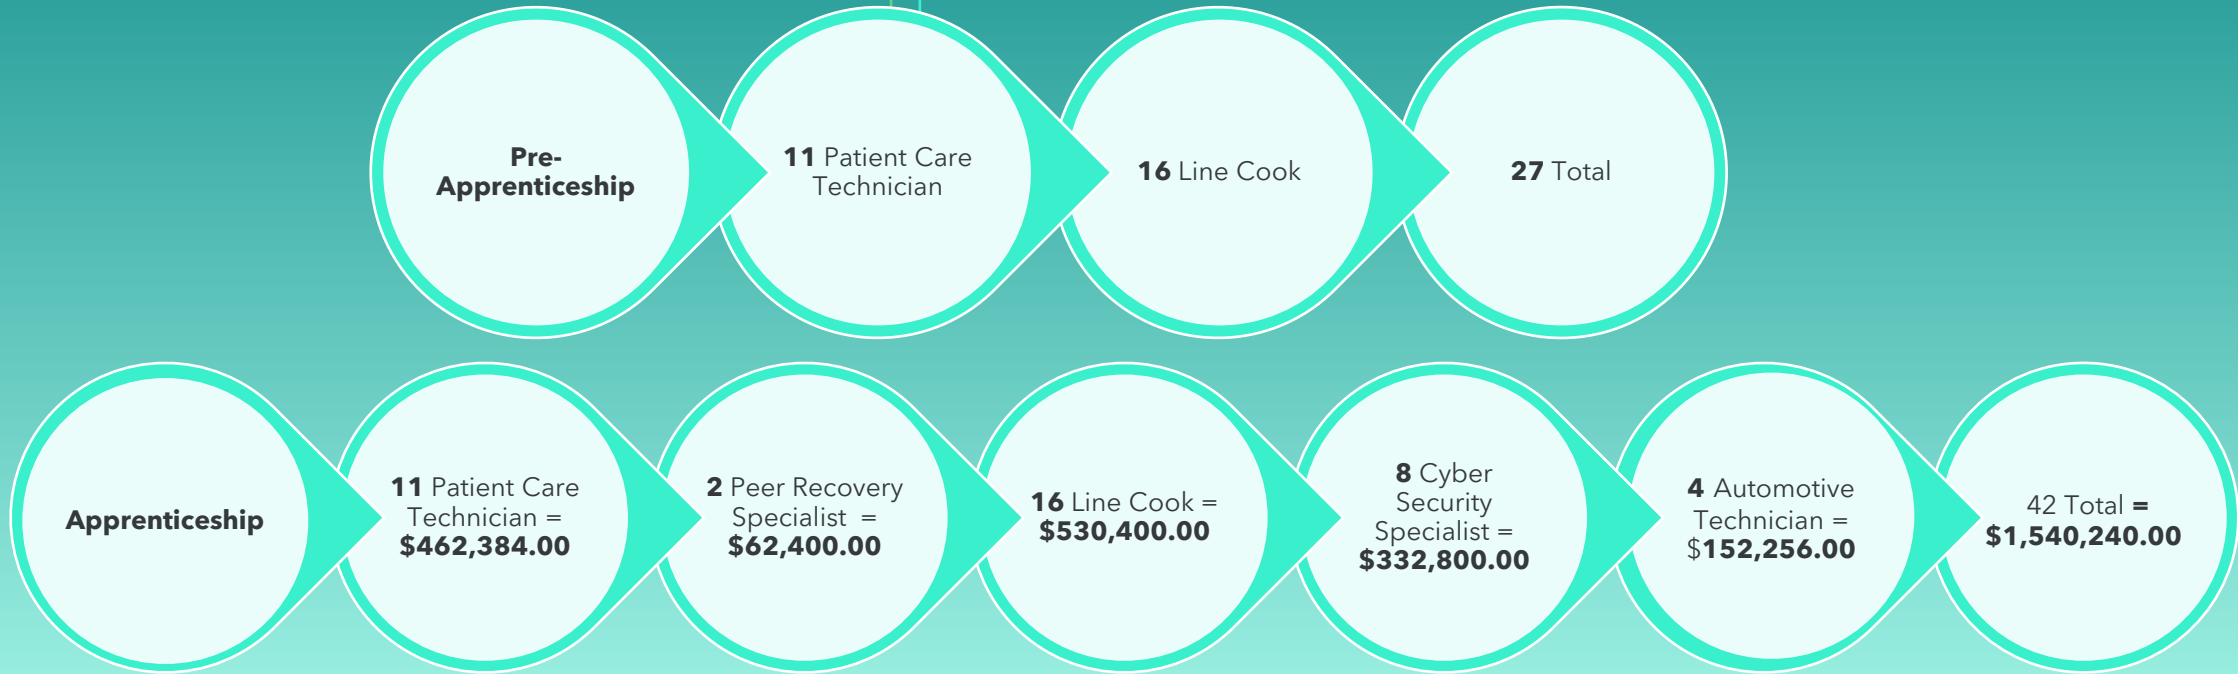 Pre-
Apprenticeship
11 Patient Care
Technician
16 Line Cook
27 Total
Apprenticeship
11 Patient Care
Technician =
$462,384.00
2 Peer Recovery
Specialist =
$62,400.00
16 Line Cook =
$530,400.00
8 Cyber
Security
Specialist =
$332,800.00
4 Automotive
Technician =
$152,256.00
42 Total =
$1,540,240.00